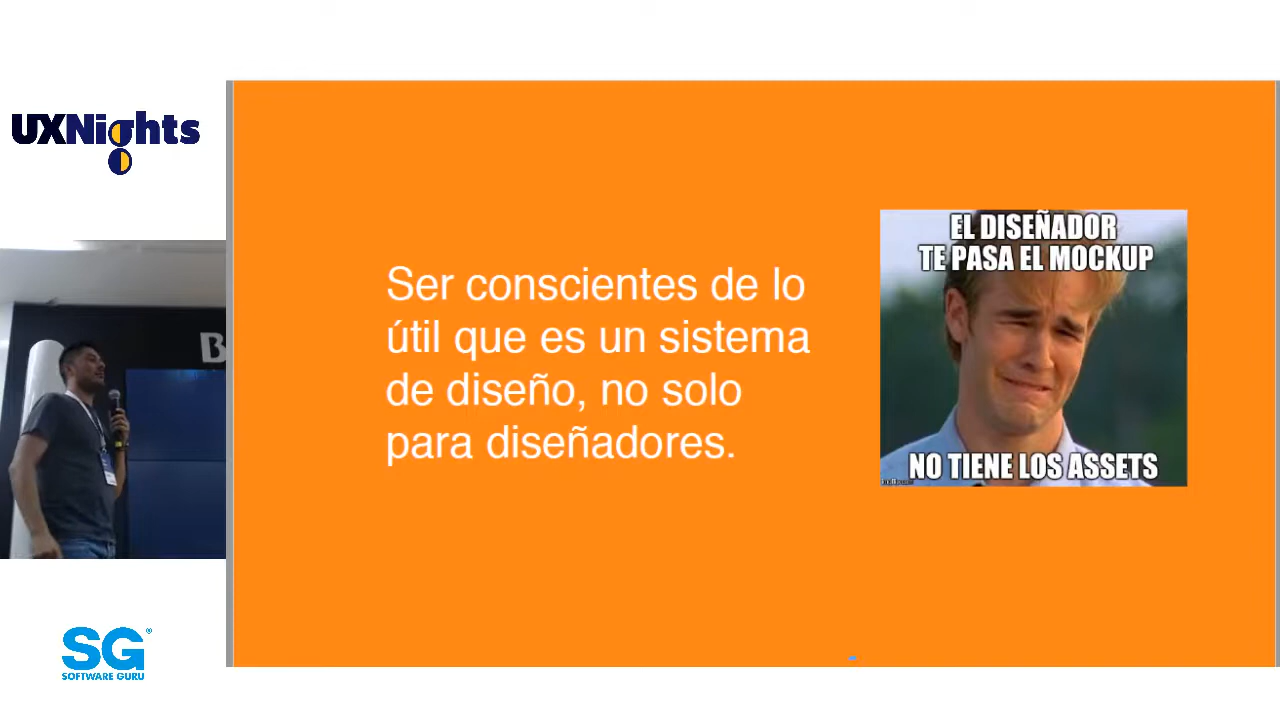 UXNights
B
SG®
SOFTWARE GURU
Ser conscientes de lo
útil que es un sistema
de diseño, no solo
para diseñadores.
EL DISEÑADOR
TE PASA EL MOCKUP
NO TIENE LOS ASSETS